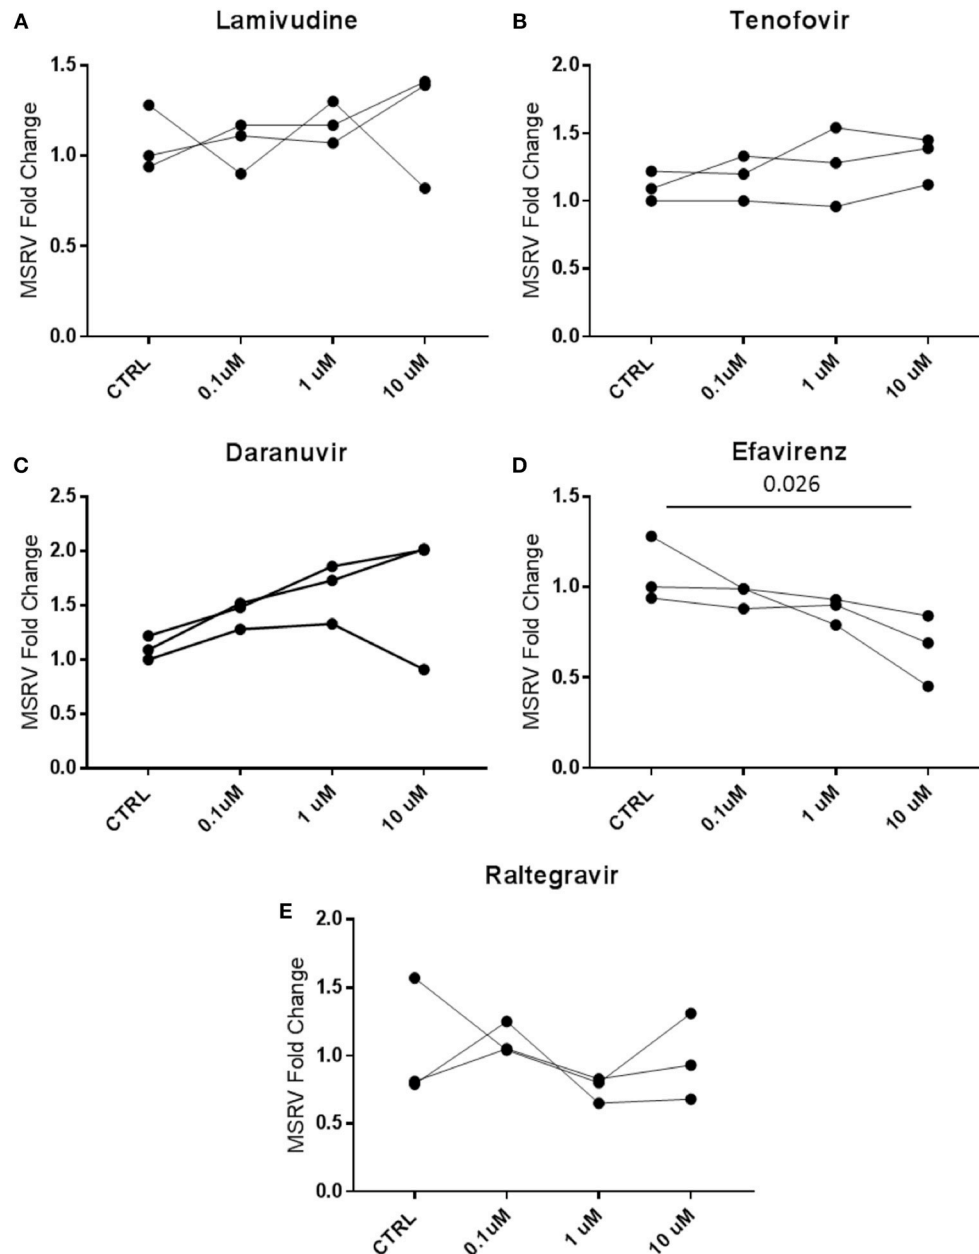 A
Lamivudine
MSRV Fold Change
1.5
1.0
0.5
0.0
CTRL
0.1uM
1 uM
10 uM
B
Tenofovir
MSRV Fold Change
2.0
1.5
1.0
0.5
0.0
CTRL
0.1uM
1 uM
10 uM
C
Daranuvir
MSRV Fold Change
2.5
2.0
1.5
1.0
0.5
0.0
CTRL
0.1uM
1 uM
10 uM
D
Efavirenz
0.026
MSRV Fold Change
1.5
1.0
0.5
0.0
CTRL
0.1uM
1 uM
10 uM
E
Raltegravir
MSRV Fold Change
2.0
1.5
1.0
0.5
0.0
CTRL
0.1uM
1 uM
10 uM